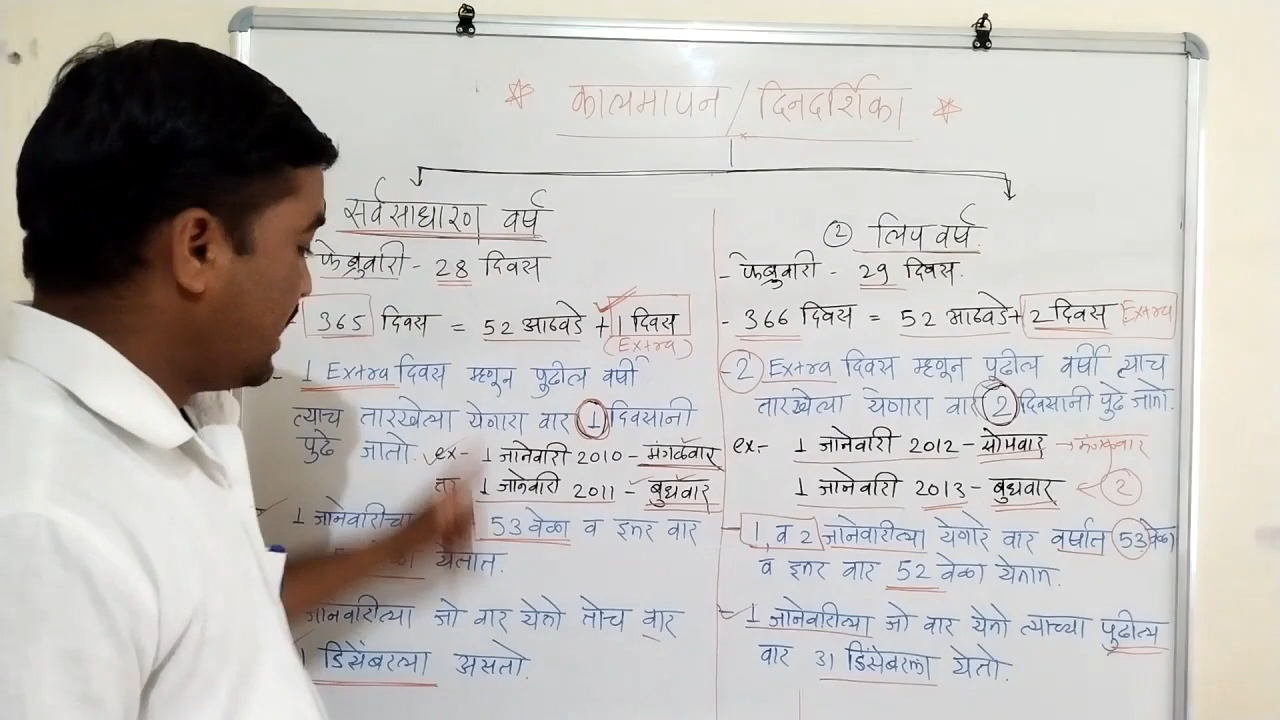 * कालमापन / दिनदर्शिका *
सर्वसाधारण वर्ष
फेब्रुवारी - 28 दिवस
365 दिवस = 52 आठवडे + 1 दिवस
(Extra)
- 1 Extra दिवस म्हणून पुढील वर्षी
त्याच तारखेला येणारा वार 1 दिवसांनी
पुढे जातो. ex- 1 जानेवारी 2010 - मंगळवार
तर 1 जानेवारी 2011 - बुधवार
1 जानेवारीचा 53 वेळा व इतर वार
येतात.
जानेवारीला जो वार येतो तोच वार
डिसेंबरला असतो.
② लिप वर्ष
- फेब्रुवारी - 29 दिवस.
- 366 दिवस = 52 आठवडे + 2 दिवस Extra
- 2 Extra दिवस म्हणून पुढील वर्षी त्याच
तारखेला येणारा वार 2 दिवसांनी पुढे जातो.
ex- 1 जानेवारी 2012 - सोमवार → मंगळवार
1 जानेवारी 2013 - बुधवार ← 2
- 1 व 2 जानेवारीला येणारे वार वर्षात 53 वेळा
व इतर वार 52 वेळा येतात.
- 1 जानेवारीला जो वार येतो त्याच्या पुढील
वार 31 डिसेंबरला येतो.